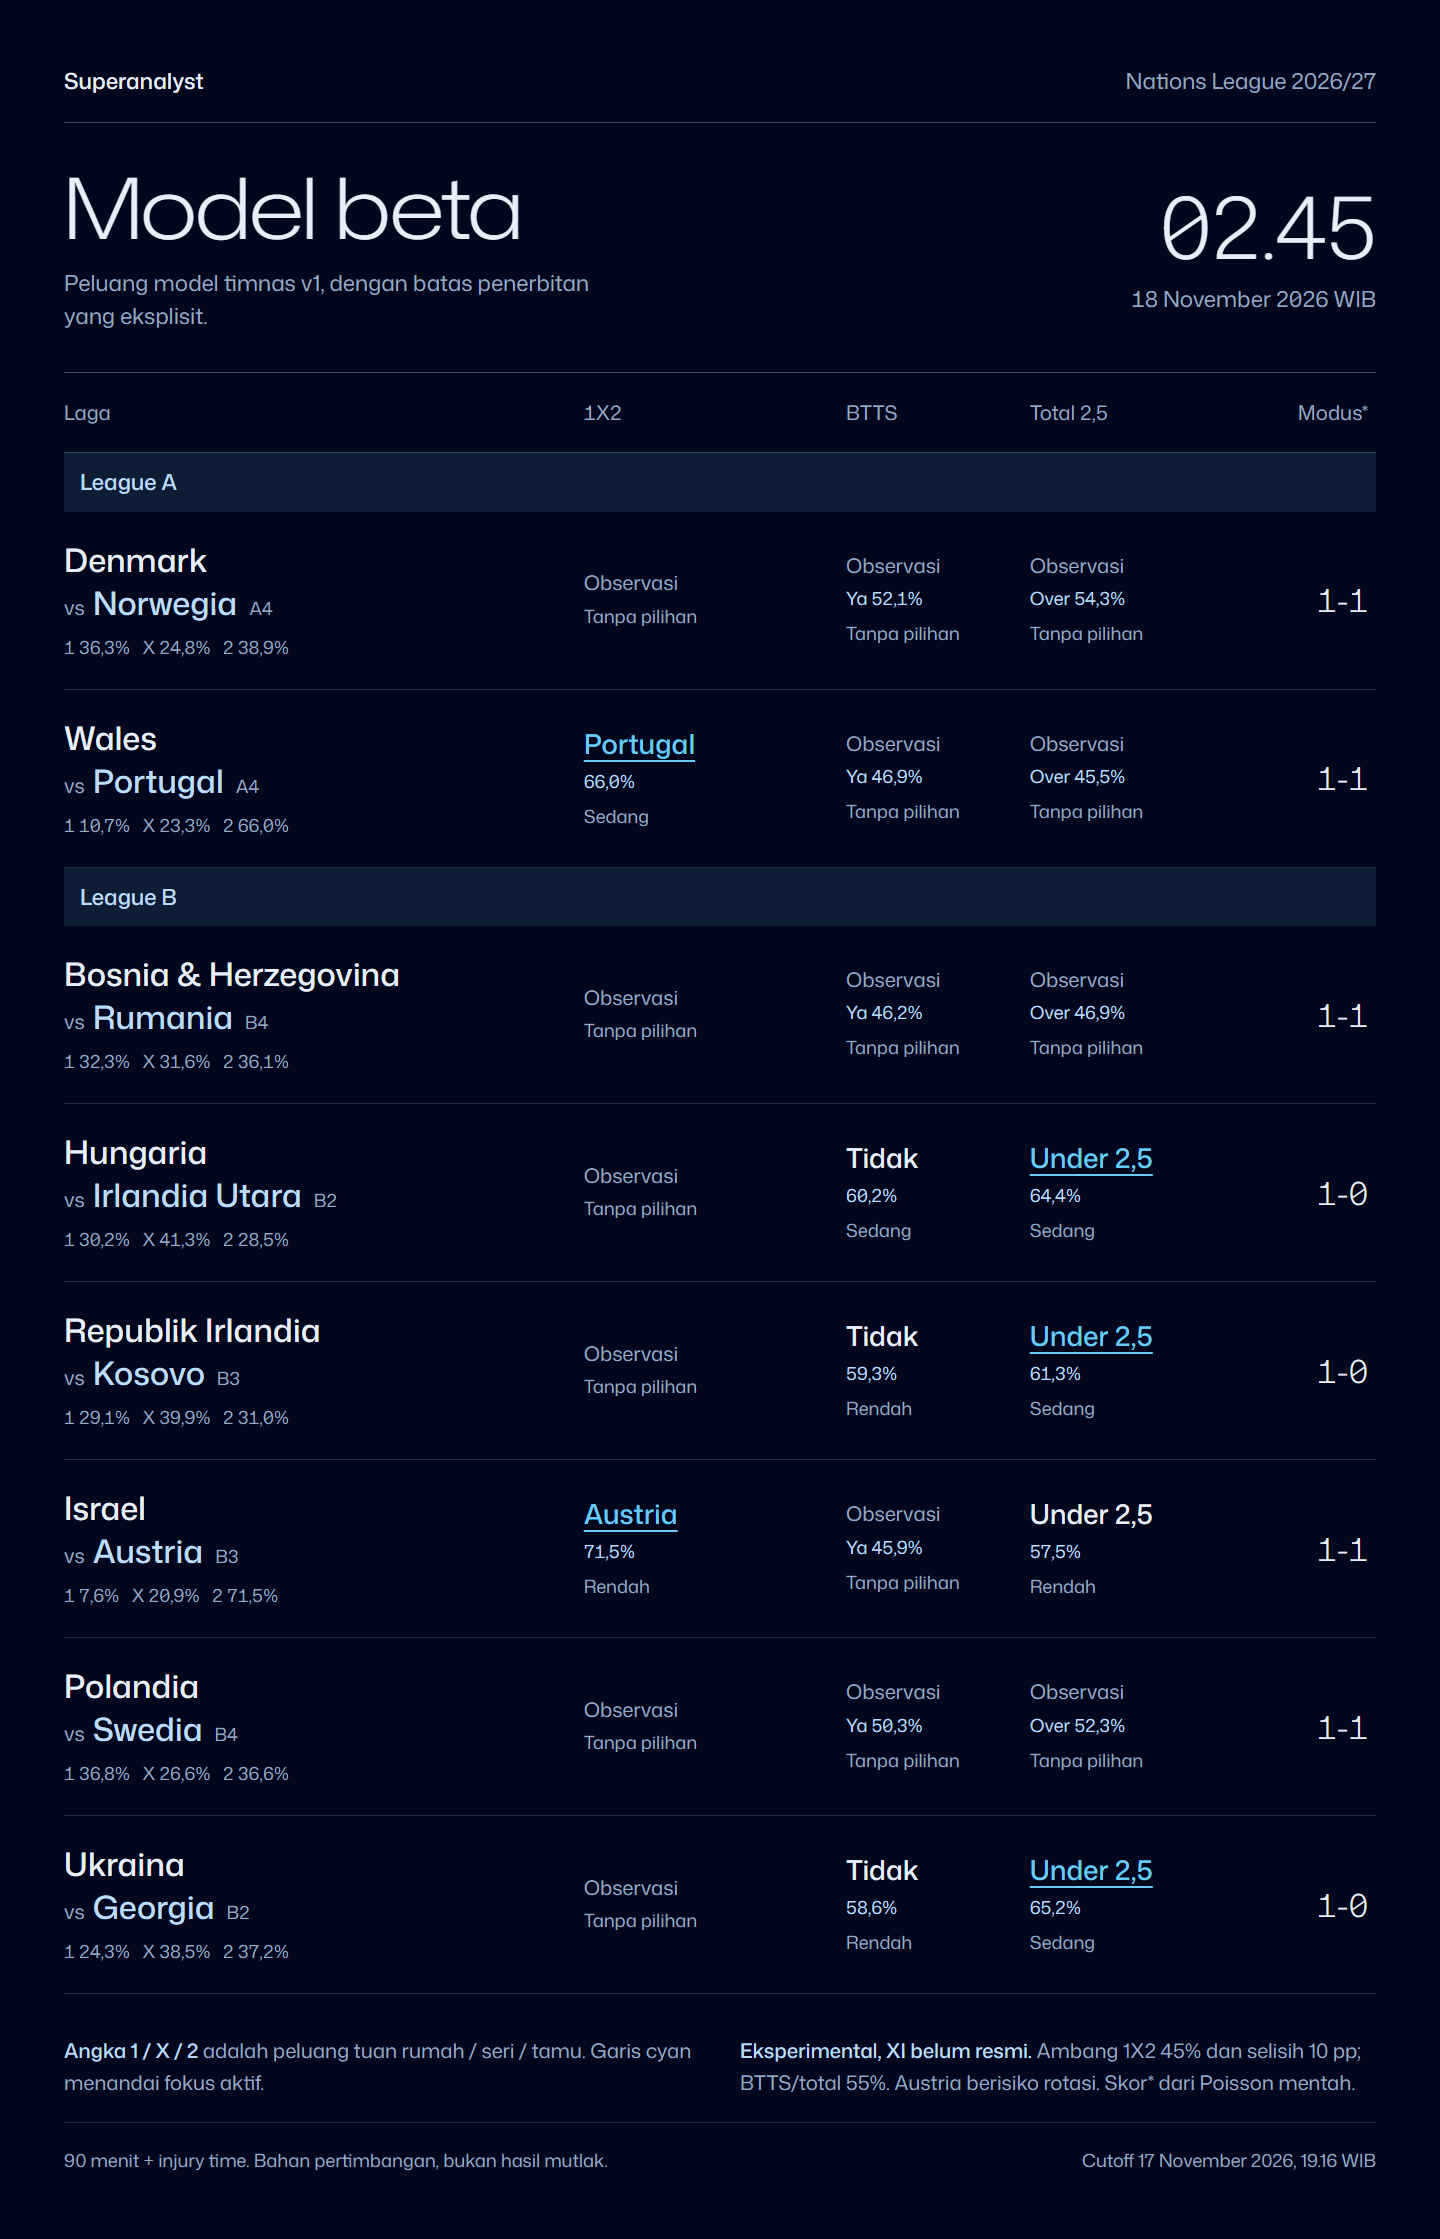 Superanalyst
Nations League 2026/27
Model beta
Peluang model timnas v1, dengan batas penerbitan
yang eksplisit.
02.45
18 November 2026 WIB
Laga 1X2 BTTS Total 2,5 Modus*
League A
Denmark
vs Norwegia A4
1 36,3% X 24,8% 2 38,9%
Observasi
Tanpa pilihan
Observasi
Ya 52,1%
Tanpa pilihan
Observasi
Over 54,3%
Tanpa pilihan
1-1
Wales
vs Portugal A4
1 10,7% X 23,3% 2 66,0%
Portugal
66,0%
Sedang
Observasi
Ya 46,9%
Tanpa pilihan
Observasi
Over 45,5%
Tanpa pilihan
1-1
League B
Bosnia & Herzegovina
vs Rumania B4
1 32,3% X 31,6% 2 36,1%
Observasi
Tanpa pilihan
Observasi
Ya 46,2%
Tanpa pilihan
Observasi
Over 46,9%
Tanpa pilihan
1-1
Hungaria
vs Irlandia Utara B2
1 30,2% X 41,3% 2 28,5%
Observasi
Tanpa pilihan
Tidak
60,2%
Sedang
Under 2,5
64,4%
Sedang
1-0
Republik Irlandia
vs Kosovo B3
1 29,1% X 39,9% 2 31,0%
Observasi
Tanpa pilihan
Tidak
59,3%
Rendah
Under 2,5
61,3%
Sedang
1-0
Israel
vs Austria B3
1 7,6% X 20,9% 2 71,5%
Austria
71,5%
Rendah
Observasi
Ya 45,9%
Tanpa pilihan
Under 2,5
57,5%
Rendah
1-1
Polandia
vs Swedia B4
1 36,8% X 26,6% 2 36,6%
Observasi
Tanpa pilihan
Observasi
Ya 50,3%
Tanpa pilihan
Observasi
Over 52,3%
Tanpa pilihan
1-1
Ukraina
vs Georgia B2
1 24,3% X 38,5% 2 37,2%
Observasi
Tanpa pilihan
Tidak
58,6%
Rendah
Under 2,5
65,2%
Sedang
1-0
Angka 1 / X / 2 adalah peluang tuan rumah / seri / tamu. Garis cyan
menandai fokus aktif.
Eksperimental, XI belum resmi. Ambang 1X2 45% dan selisih 10 pp;
BTTS/total 55%. Austria berisiko rotasi. Skor* dari Poisson mentah.
90 menit + injury time. Bahan pertimbangan, bukan hasil mutlak.
Cutoff 17 November 2026, 19.16 WIB